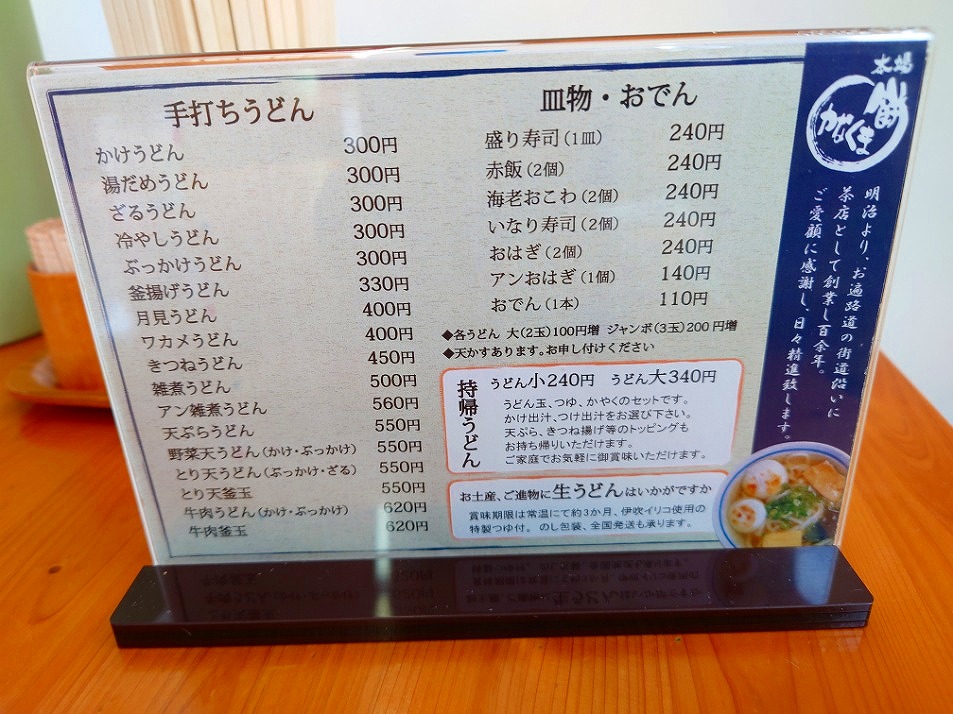 手打ちうどん
かけうどん 300円
湯だめうどん 300円
ざるうどん 300円
冷やしうどん 300円
ぶっかけうどん 300円
釜揚げうどん 330円
月見うどん 400円
ワカメうどん 400円
きつねうどん 450円
雑煮うどん 500円
アン雑煮うどん 560円
天ぷらうどん 550円
野菜天うどん(かけ・ぶっかけ) 550円
とり天うどん(ぶっかけ・ざる) 550円
とり天釜玉 550円
牛肉うどん(かけ・ぶっかけ) 620円
牛肉釜玉 620円
皿物・おでん
盛り寿司(1皿) 240円
赤飯(2個) 240円
海老おこわ(2個) 240円
いなり寿司(2個) 240円
おはぎ(2個) 240円
アンおはぎ(1個) 140円
おでん(1本) 110円
◆各うどん 大(2玉)100円増 ジャンボ(3玉)200円増
◆天かすあります。お申し付けください
持帰うどん
うどん小240円 うどん大340円
うどん玉、つゆ、かやくのセットです。
かけ出汁、つけ出汁をお選び下さい。
天ぷら、きつね揚げ等のトッピングも
お持ち帰りいただけます。
ご家庭でお気軽に御賞味いただけます。
お土産、ご進物に生うどんはいかがですか
賞味期限は常温にて約3か月、伊吹イリコ使用の
特製つゆ付。のし包装、全国発送も承ります。
本場
かなくま
明治より、お遍路道の街道沿いに
茶店として創業し百余年。
ご愛顧に感謝し、日々精進致します。